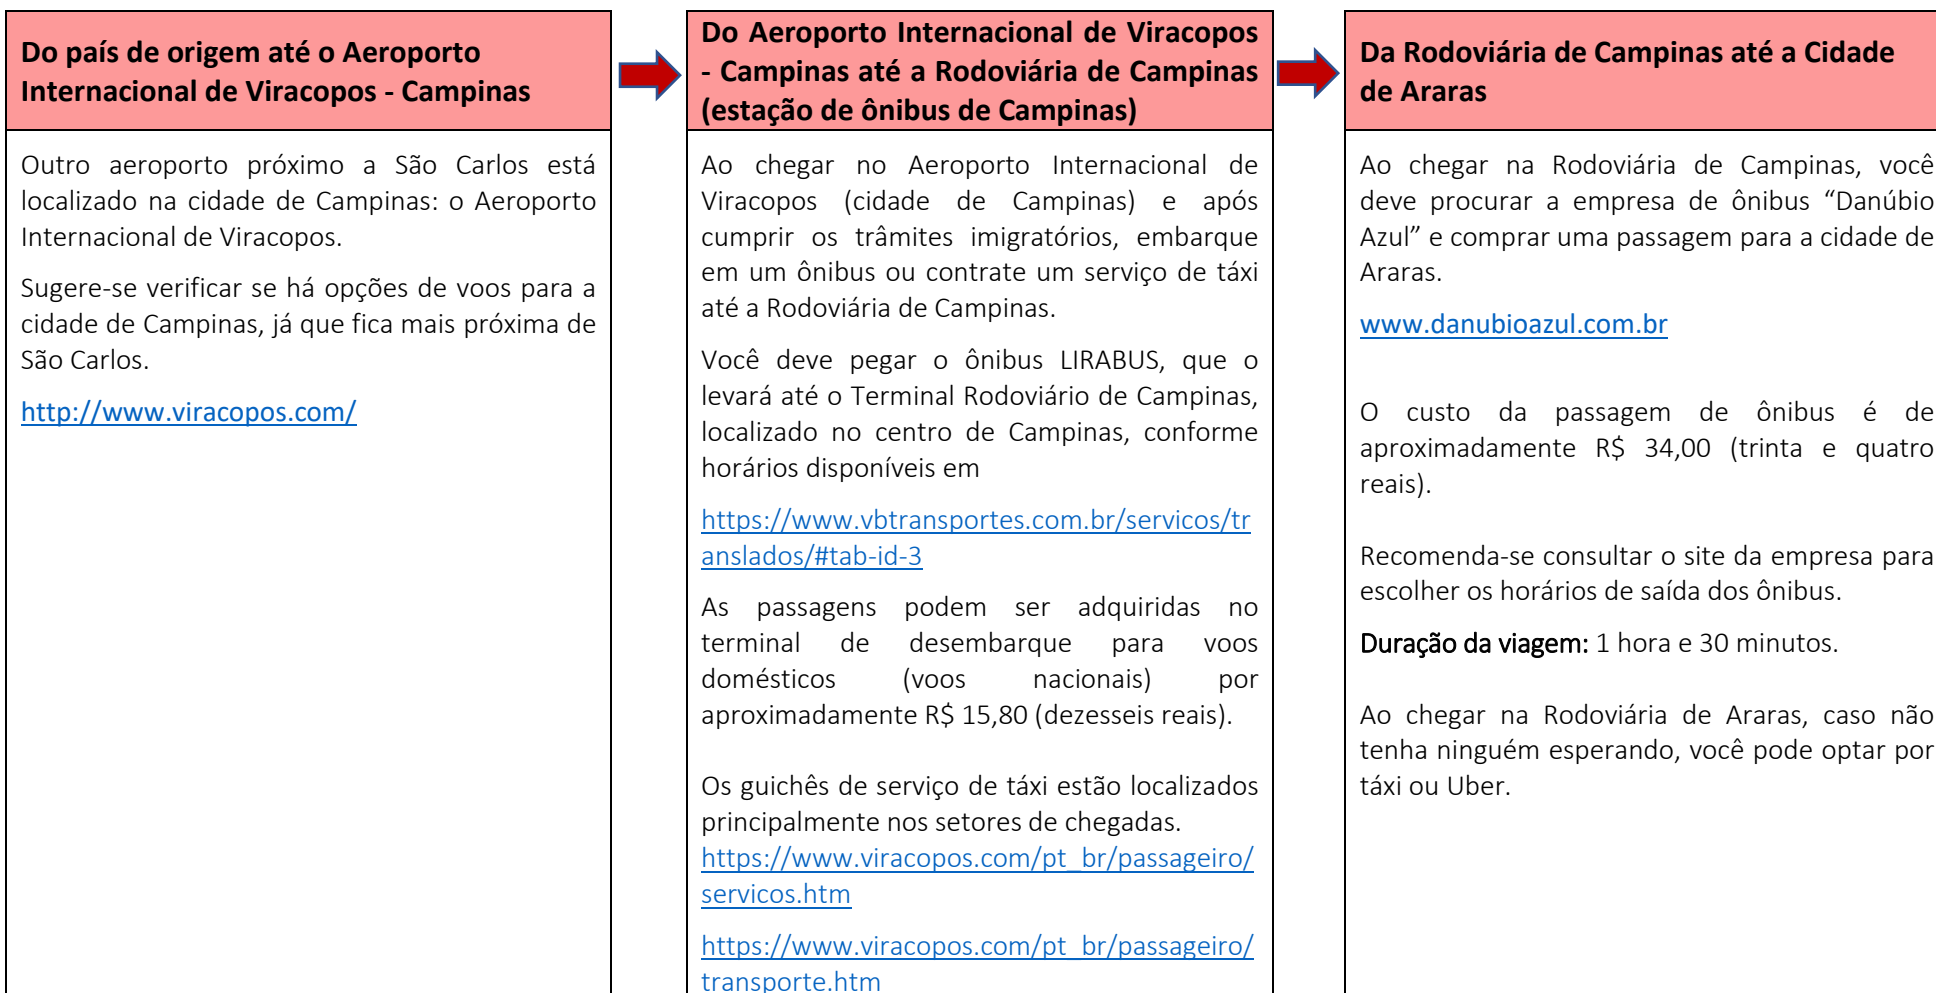 Do país de origem até o Aeroporto
Internacional de Viracopos - Campinas
Outro aeroporto próximo a São Carlos está
localizado na cidade de Campinas: o Aeroporto
Internacional de Viracopos.
Sugere-se verificar se há opções de voos para a
cidade de Campinas, já que fica mais próxima de
São Carlos.
http://www.viracopos.com/
Do Aeroporto Internacional de Viracopos
- Campinas até a Rodoviária de Campinas
(estação de ônibus de Campinas)
Ao chegar no Aeroporto Internacional de
Viracopos (cidade de Campinas) e após
cumprir os trâmites imigratórios, embarque
em um ônibus ou contrate um serviço de táxi
até a Rodoviária de Campinas.
Você deve pegar o ônibus LIRABUS, que o
levará até o Terminal Rodoviário de Campinas,
localizado no centro de Campinas, conforme
horários disponíveis em
https://www.vbtransportes.com.br/servicos/tr
anslados/#tab-id-3
As passagens podem ser adquiridas no
terminal de desembarque para voos
domésticos (voos nacionais) por
aproximadamente R$ 15,80 (dezesseis reais).
Os guichês de serviço de táxi estão localizados
principalmente nos setores de chegadas.
https://www.viracopos.com/pt_br/passageiro/
servicos.htm
https://www.viracopos.com/pt_br/passageiro/
transporte.htm
Da Rodoviária de Campinas até a Cidade
de Araras
Ao chegar na Rodoviária de Campinas, você
deve procurar a empresa de ônibus “Danúbio
Azul” e comprar uma passagem para a cidade de
Araras.
www.danubioazul.com.br
O custo da passagem de ônibus é de
aproximadamente R$ 34,00 (trinta e quatro
reais).
Recomenda-se consultar o site da empresa para
escolher os horários de saída dos ônibus.
Duração da viagem: 1 hora e 30 minutos.
Ao chegar na Rodoviária de Araras, caso não
tenha ninguém esperando, você pode optar por
táxi ou Uber.